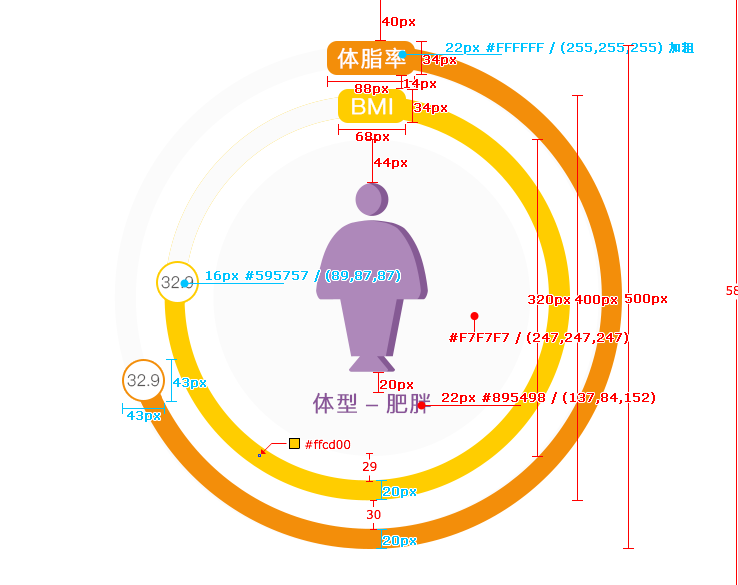 40px
22px #FFFFFF / (255,255,255) 加粗
体脂率
34px
88px
14px
BMI
34px
68px
44px
16px #595757 / (89,87,87)
32.9
320px
400px
500px
58
#F7F7F7 / (247,247,247)
32.9
43px
43px
20px
22px #895498 / (137,84,152)
体型 – 肥胖
#ffcd00
29
20px
30
20px